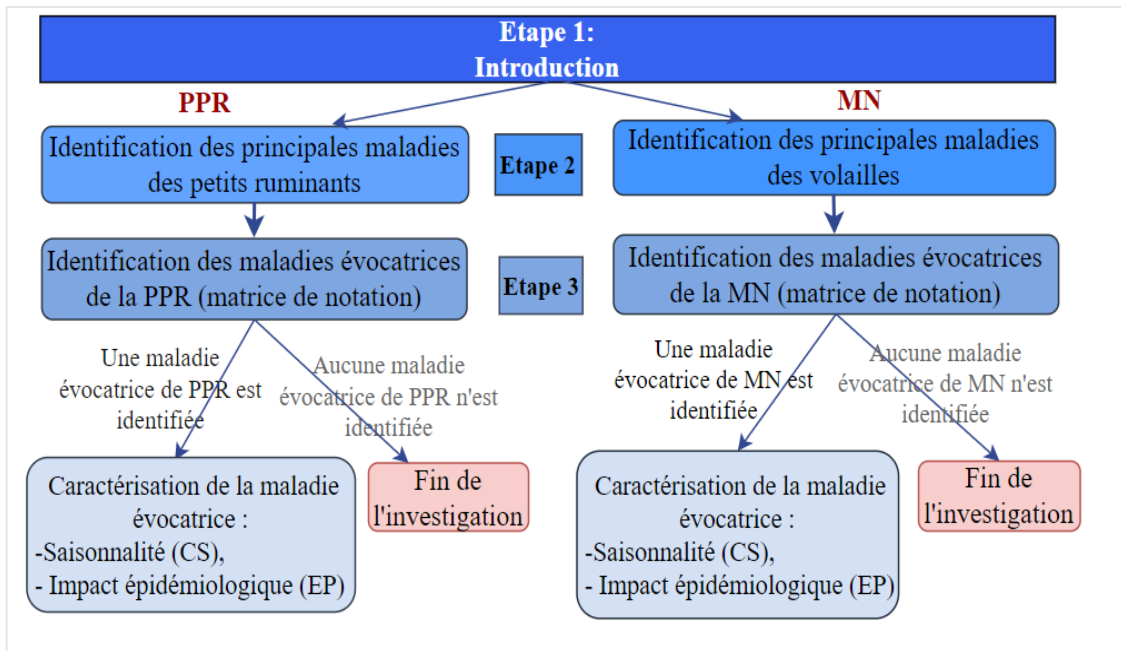 Etape 1:
Introduction
PPR
MN
Identification des principales maladies
des petits ruminants
Etape 2
Identification des principales maladies
des volailles
Identification des maladies évocatrices
de la PPR (matrice de notation)
Etape 3
Identification des maladies évocatrices
de la MN (matrice de notation)
Une maladie
évocatrice de PPR est
identifiée
Aucune maladie
évocatrice de PPR n'est
identifiée
Une maladie
évocatrice de MN est
identifiée
Aucune maladie
évocatrice de MN n'est
identifiée
Caractérisation de la maladie
évocatrice :
-Saisonnalité (CS),
- Impact épidémiologique (EP)
Fin de
l'investigation
Caractérisation de la maladie
évocatrice :
-Saisonnalité (CS),
- Impact épidémiologique (EP)
Fin de
l'investigation